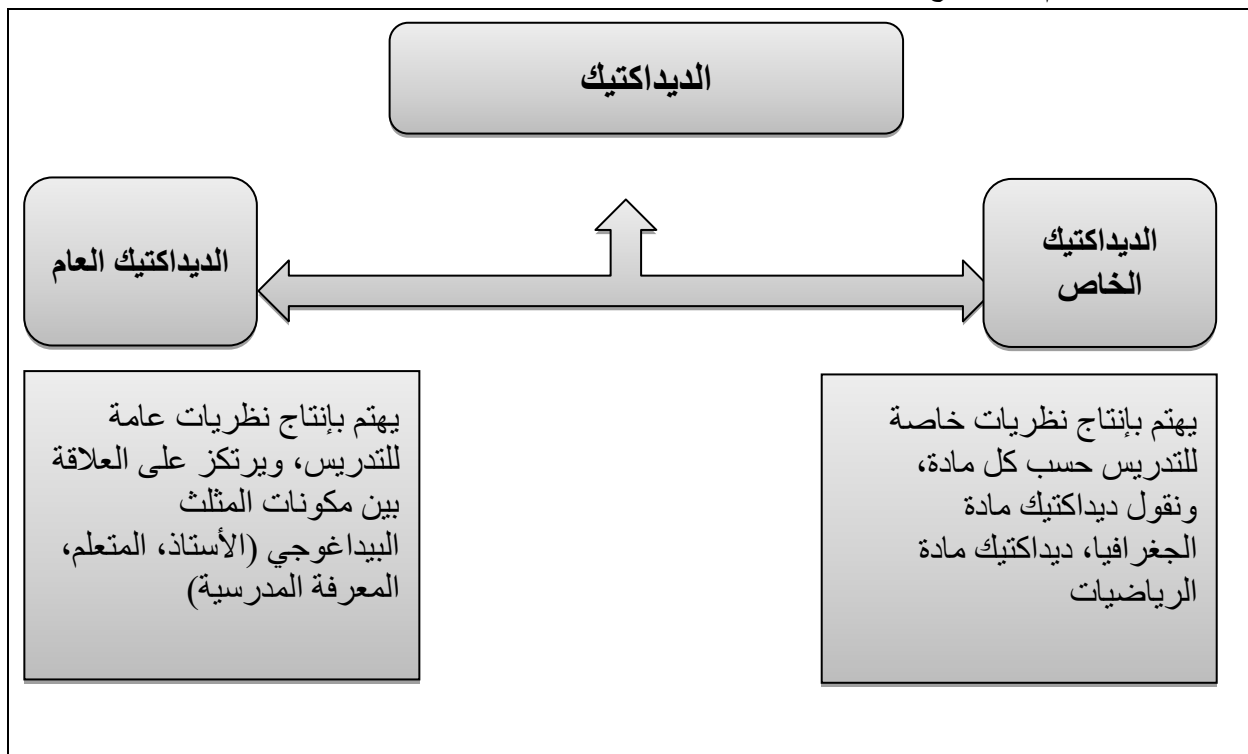 الديداكتيك
الديداكتيك
الخاص
الديداكتيك العام
يهتم بإنتاج نظريات خاصة
للتدريس حسب كل مادة،
ونقول ديداكتيك مادة
الجغرافيا، ديداكتيك مادة
الرياضيات
يهتم بإنتاج نظريات عامة
للتدريس، ويرتكز على العلاقة
بين مكونات المثلث
البيداغوجي (الأستاذ، المتعلم،
المعرفة المدرسية)